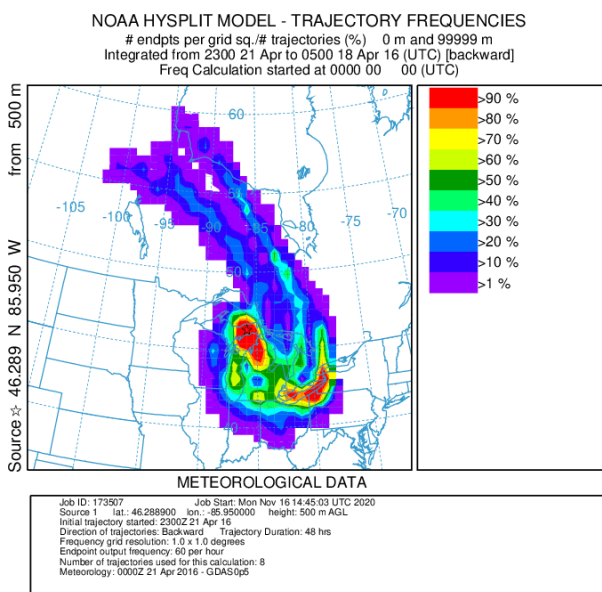 NOAA HYSPLIT MODEL - TRAJECTORY FREQUENCIES
# endpts per grid sq./# trajectories (%) 0 m and 99999 m
Integrated from 2300 21 Apr to 0500 18 Apr 16 (UTC) [backward]
Freq Calculation started at 0000 00 00 (UTC)
Source ☆ 46.289 N 85.950 W from 500 m
60
-105
-100
-95
-90
-85
-80
-75
-70
50
40
>90 %
>80 %
>70 %
>60 %
>50 %
>40 %
>30 %
>20 %
>10 %
>1 %
METEOROLOGICAL DATA
Job ID: 173507 Job Start: Mon Nov 16 14:45:03 UTC 2020
Source 1 lat.: 46.288900 lon.: -85.950000 height: 500 m AGL
Initial trajectory started: 2300Z 21 Apr 16
Direction of trajectories: Backward Trajectory Duration: 48 hrs
Frequency grid resolution: 1.0 x 1.0 degrees
Endpoint output frequency: 60 per hour
Number of trajectories used for this calculation: 8
Meteorology: 0000Z 21 Apr 2016 - GDAS0p5